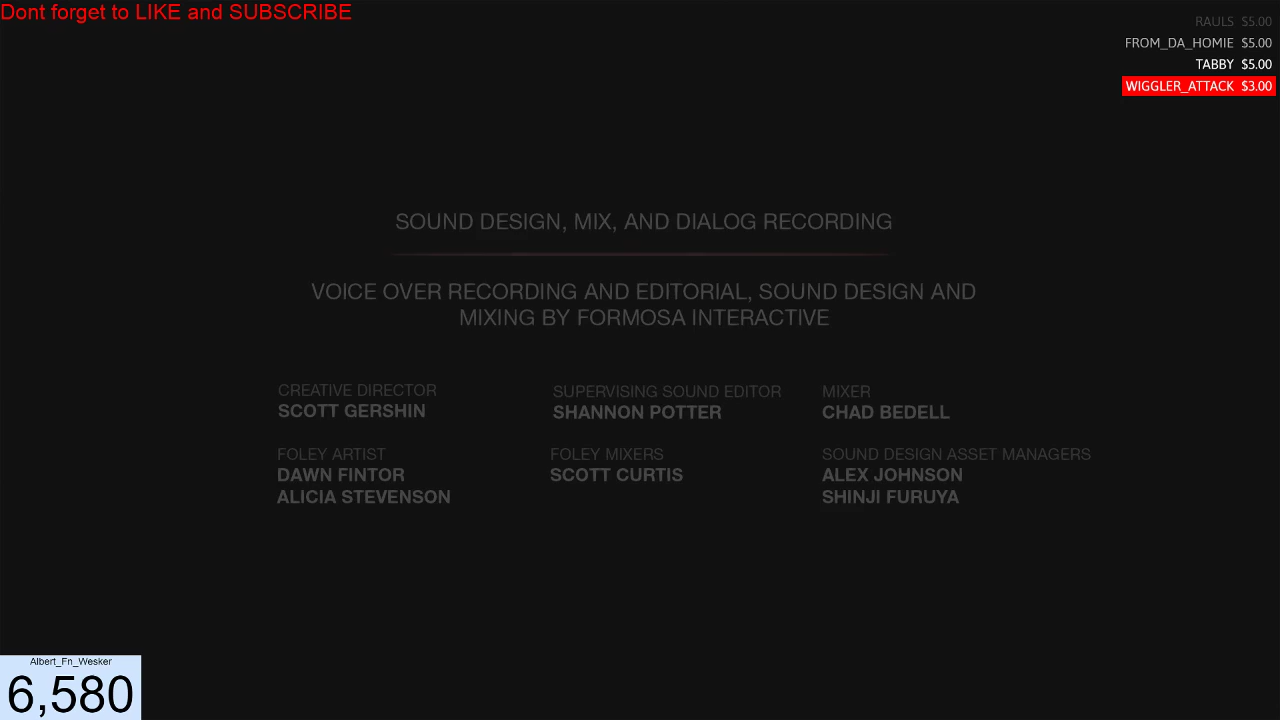 Dont forget to LIKE and SUBSCRIBE
RAULS $5.00
FROM_DA_HOMIE $5.00
TABBY $5.00
WIGGLER_ATTACK $3.00
SOUND DESIGN, MIX, AND DIALOG RECORDING
VOICE OVER RECORDING AND EDITORIAL, SOUND DESIGN AND
MIXING BY FORMOSA INTERACTIVE
CREATIVE DIRECTOR
SCOTT GERSHIN
SUPERVISING SOUND EDITOR
SHANNON POTTER
MIXER
CHAD BEDELL
FOLEY ARTIST
DAWN FINTOR
ALICIA STEVENSON
FOLEY MIXERS
SCOTT CURTIS
SOUND DESIGN ASSET MANAGERS
ALEX JOHNSON
SHINJI FURUYA
Albert_Fn_Wesker
6,580